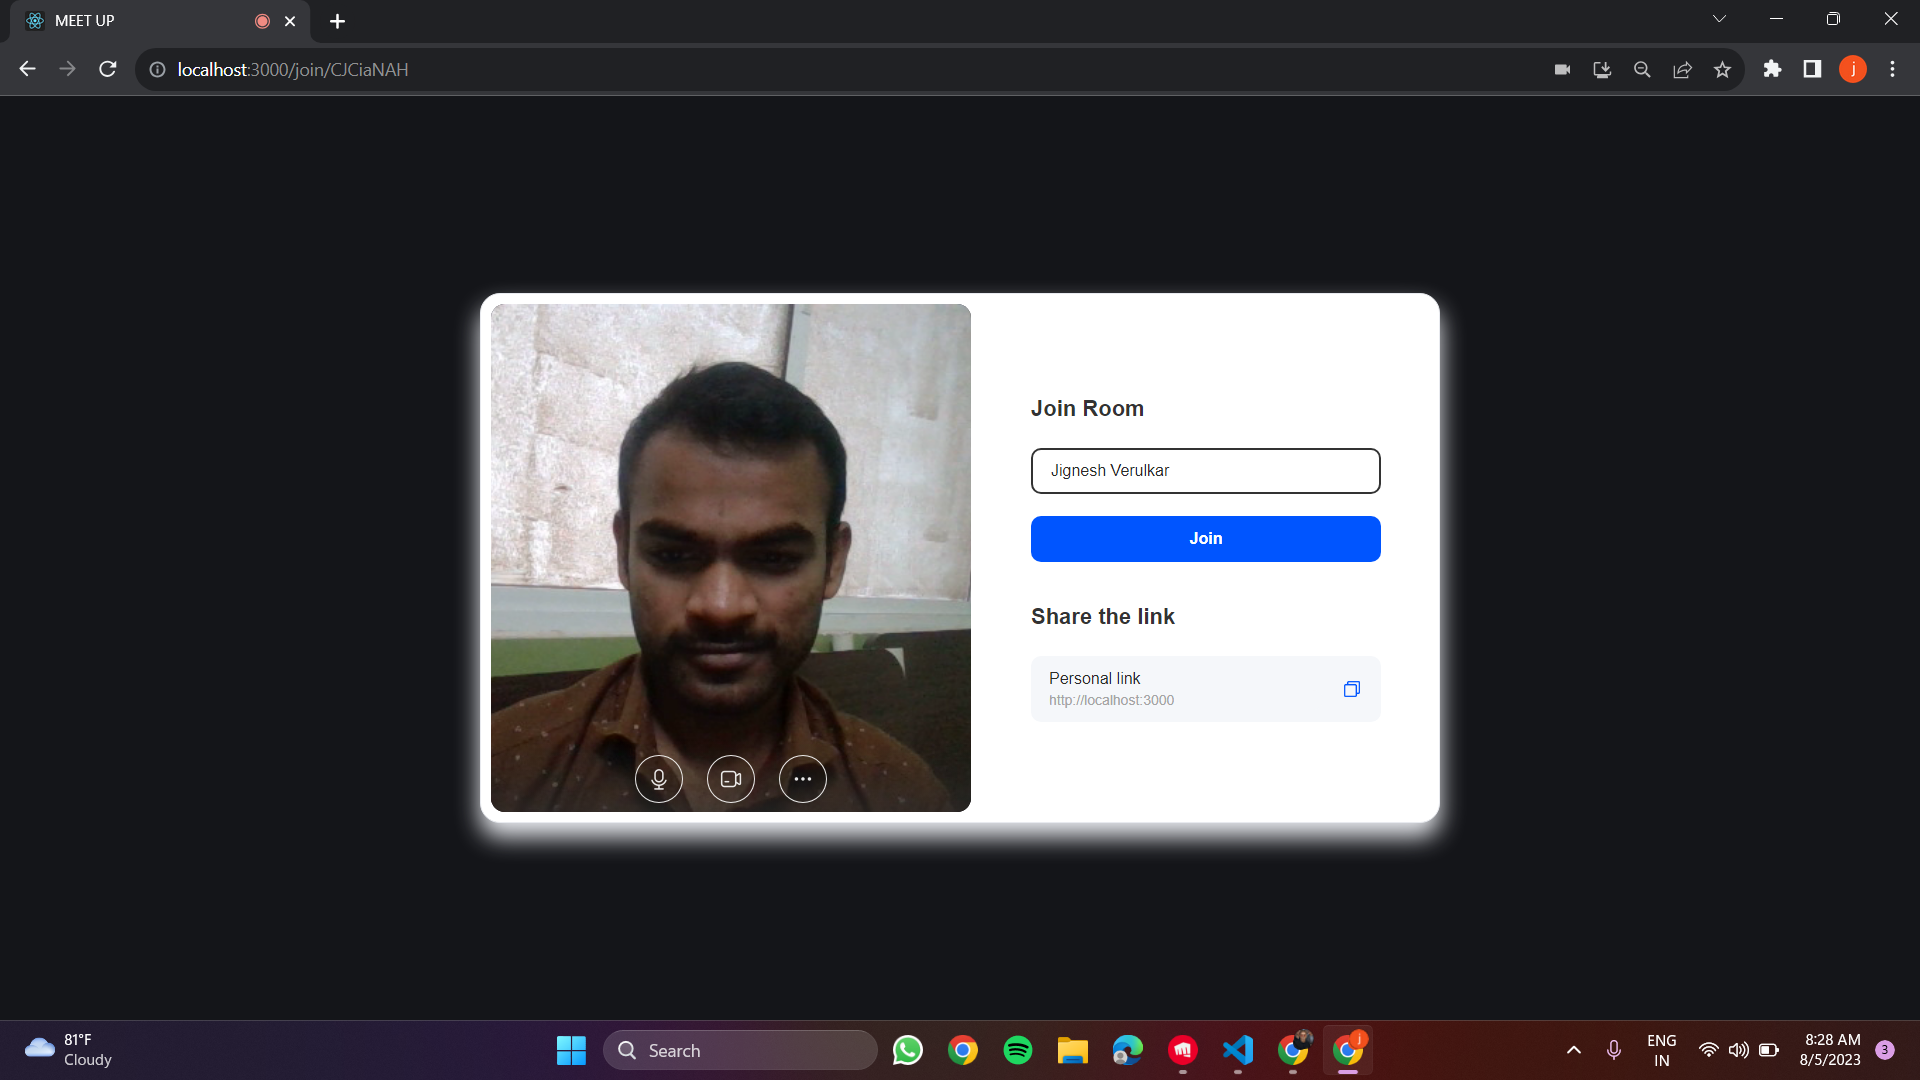 MEET UP
localhost:3000/join/CJCiaNAH
j
Join Room
Jignesh Verulkar
Join
Share the link
Personal link
http://localhost:3000
81°F
Cloudy
Search
j
ENG
IN
8:28 AM
8/5/2023
3